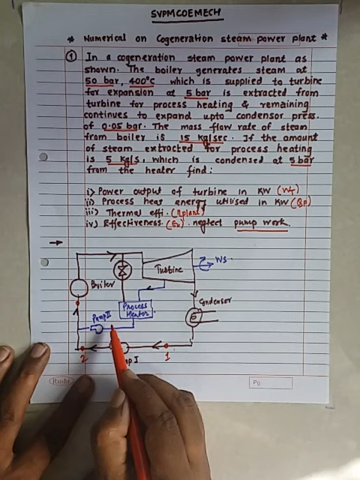 SVPMCOEMECH
* Numerical on Cogeneration steam power plant *
① In a cogeneration steam power plant as
shown. The boiler generates steam at
50 bar, 400°C which is supplied to turbine
for expansion at 5 bar is extracted from
turbine for process heating & remaining
continues to expand upto condensor press.
of 0.05 bar. The mass flow rate of steam
from boiler is 15 kg/sec. If the amount
of steam extracted for process heating
is 5 kg/s, which is condensed at 5 bar
from the heater find:
i) Power output of turbine in KW (WT)
ii) Process heat energy utilised in KW (QP)
iii) Thermal effi. (ηplant)
iv) Effectiveness (Eu) neglect pump work.
Turbine
WS
Boiler
Process
Heater
Condensor
Pump II
2
1
I